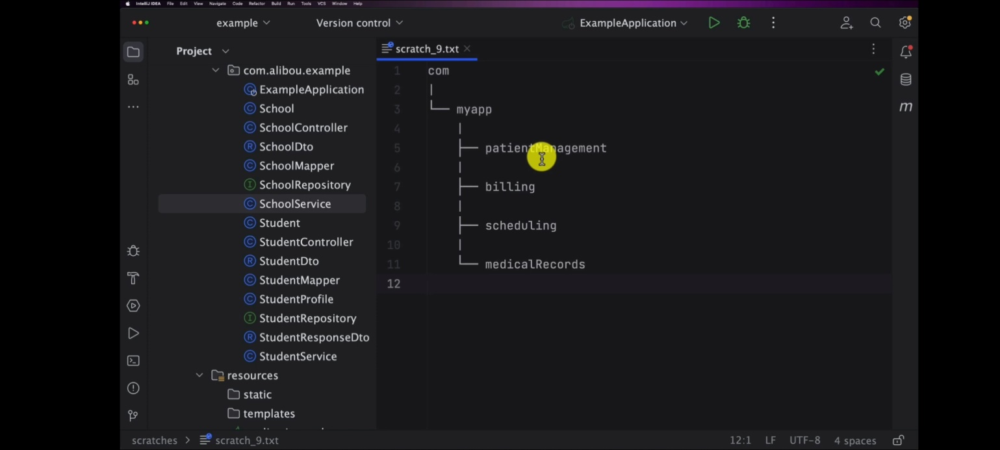 IntelliJ IDEA File Edit View Navigate Code Refactor Build Run Tools VCS Window Help
example Version control ExampleApplication
Project
com.alibou.example
ExampleApplication
School
SchoolController
SchoolDto
SchoolMapper
SchoolRepository
SchoolService
Student
StudentController
StudentDto
StudentMapper
StudentProfile
StudentRepository
StudentResponseDto
StudentService
resources
static
templates
scratch_9.txt
1 com
2 |
3 └── myapp
4 |
5 ├── patientManagement
6 |
7 ├── billing
8 |
9 ├── scheduling
10 |
11 └── medicalRecords
12
m
scratches > scratch_9.txt 12:1 LF UTF-8 4 spaces